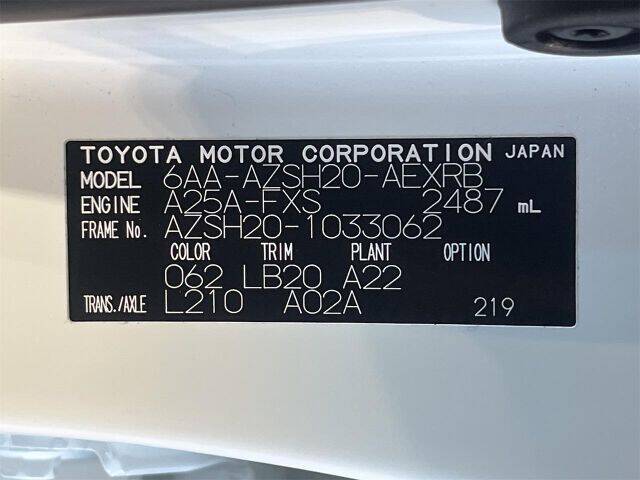 TOYOTA MOTOR CORPORATION JAPAN
MODEL 6AA-AZSH20-AEXRB
ENGINE A25A-FXS 2487 mL
FRAME No. AZSH20-1033062
COLOR TRIM PLANT OPTION
062 LB20 A22
TRANS./AXLE L210 A02A 219